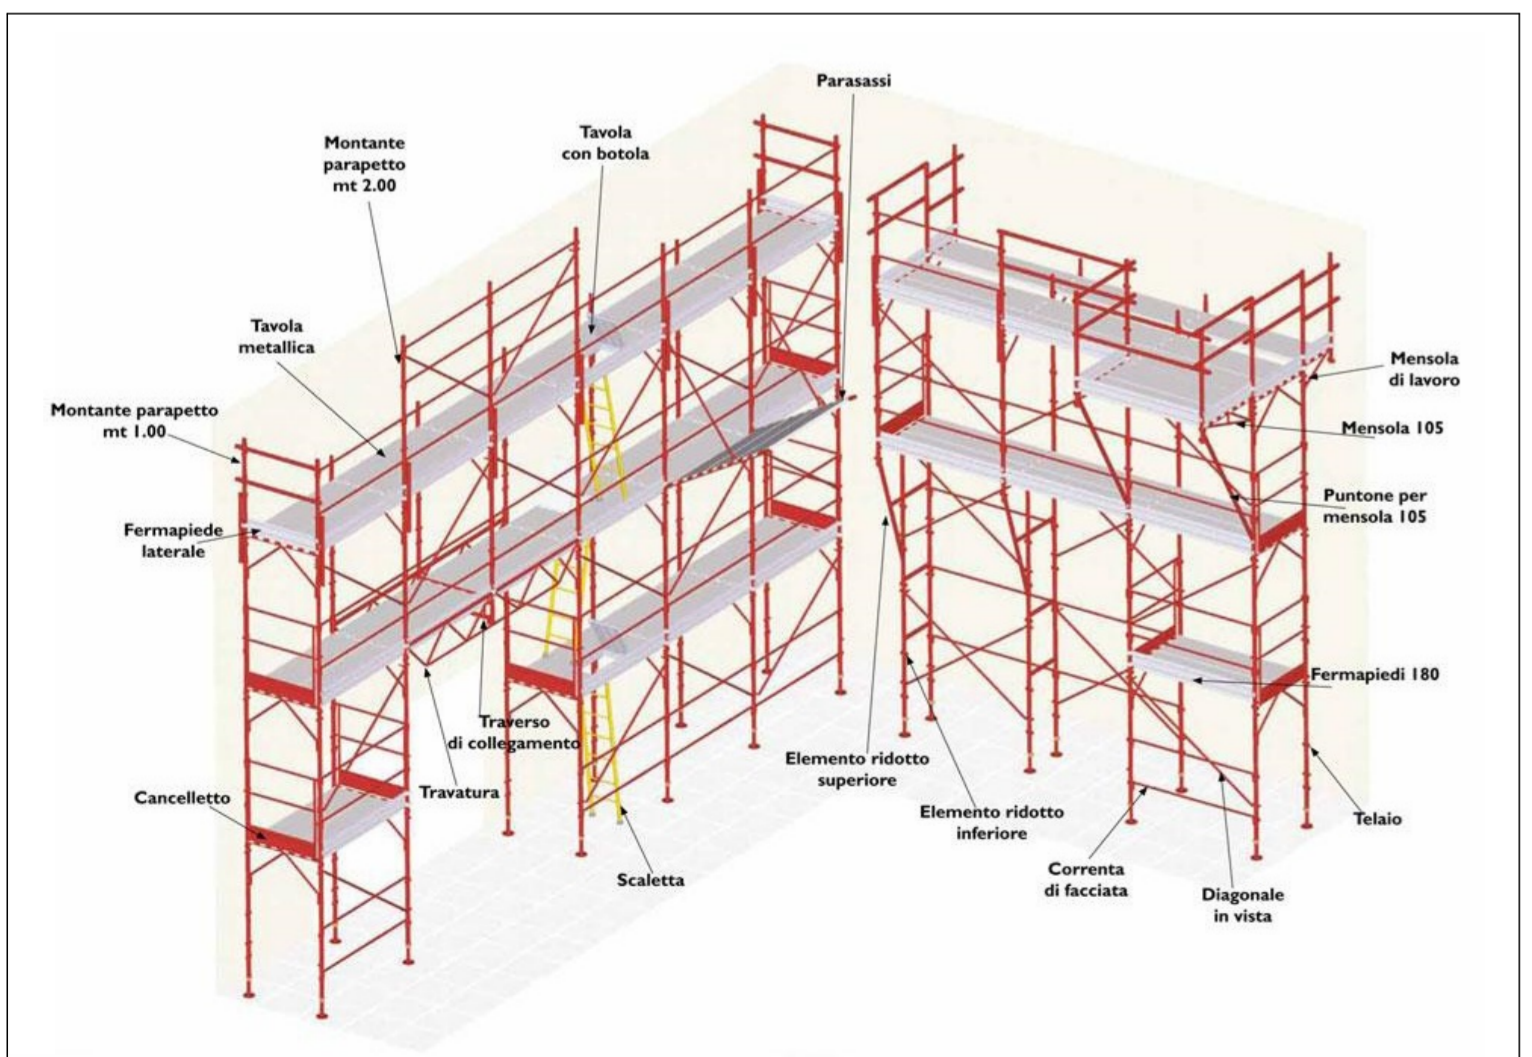 Parasassi
Tavola
con botola
Montante
parapetto
mt 2.00
Tavola
metallica
Montante parapetto
mt 1.00
Fermapiede
laterale
Cancelletto
Travatura
Traverso
di collegamento
Scaletta
Elemento ridotto
superiore
Elemento ridotto
inferiore
Correnta
di facciata
Diagonale
in vista
Telaio
Fermapiedi 180
Puntone per
mensola 105
Mensola 105
Mensola
di lavoro